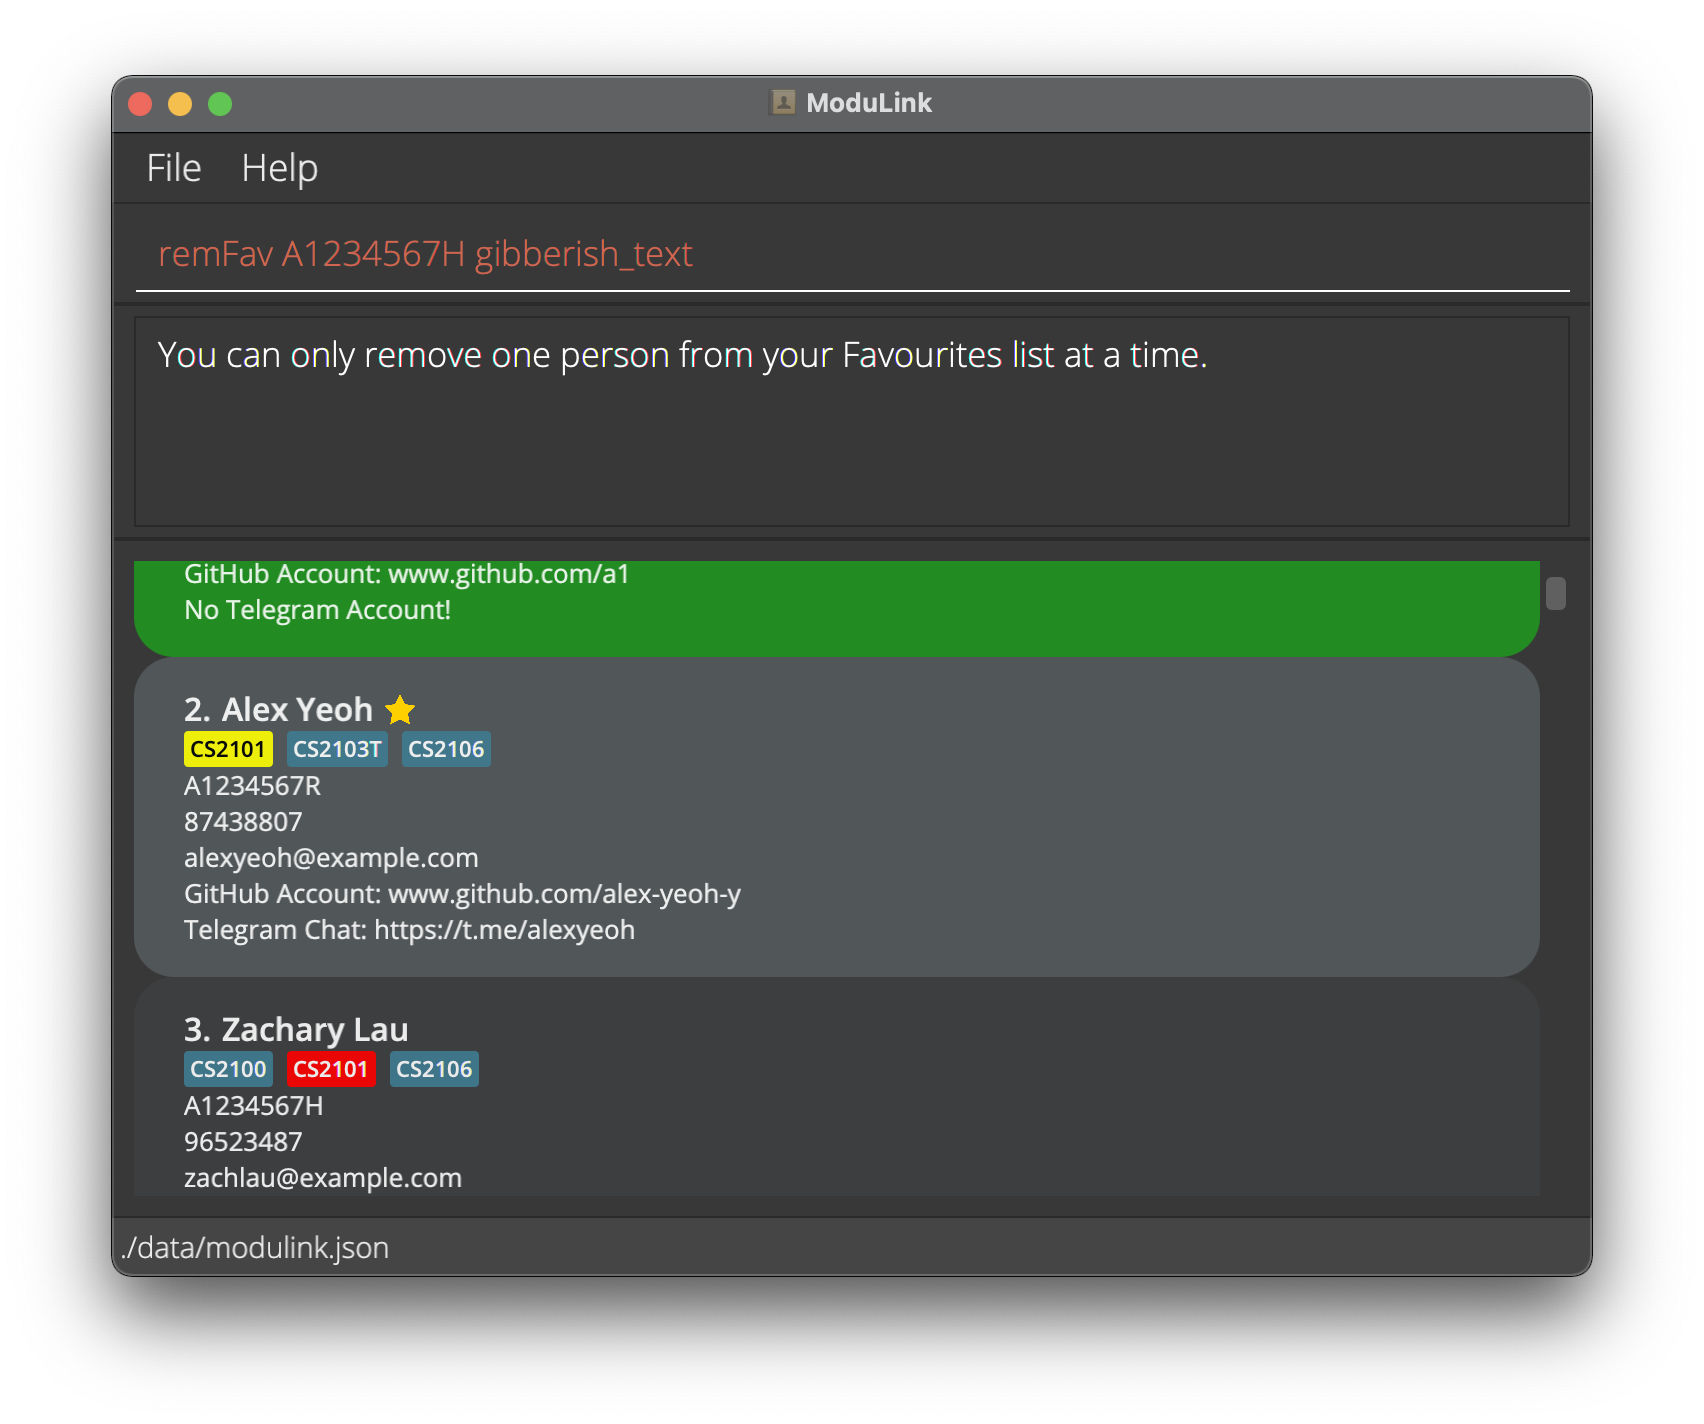 ModuLink
File Help
remFav A1234567H gibberish_text
You can only remove one person from your Favourites list at a time.
GitHub Account: www.github.com/a1
No Telegram Account!
2. Alex Yeoh
CS2101 CS2103T CS2106
A1234567R
87438807
alexyeoh@example.com
GitHub Account: www.github.com/alex-yeoh-y
Telegram Chat: https://t.me/alexyeoh
3. Zachary Lau
CS2100 CS2101 CS2106
A1234567H
96523487
zachlau@example.com
./data/modulink.json